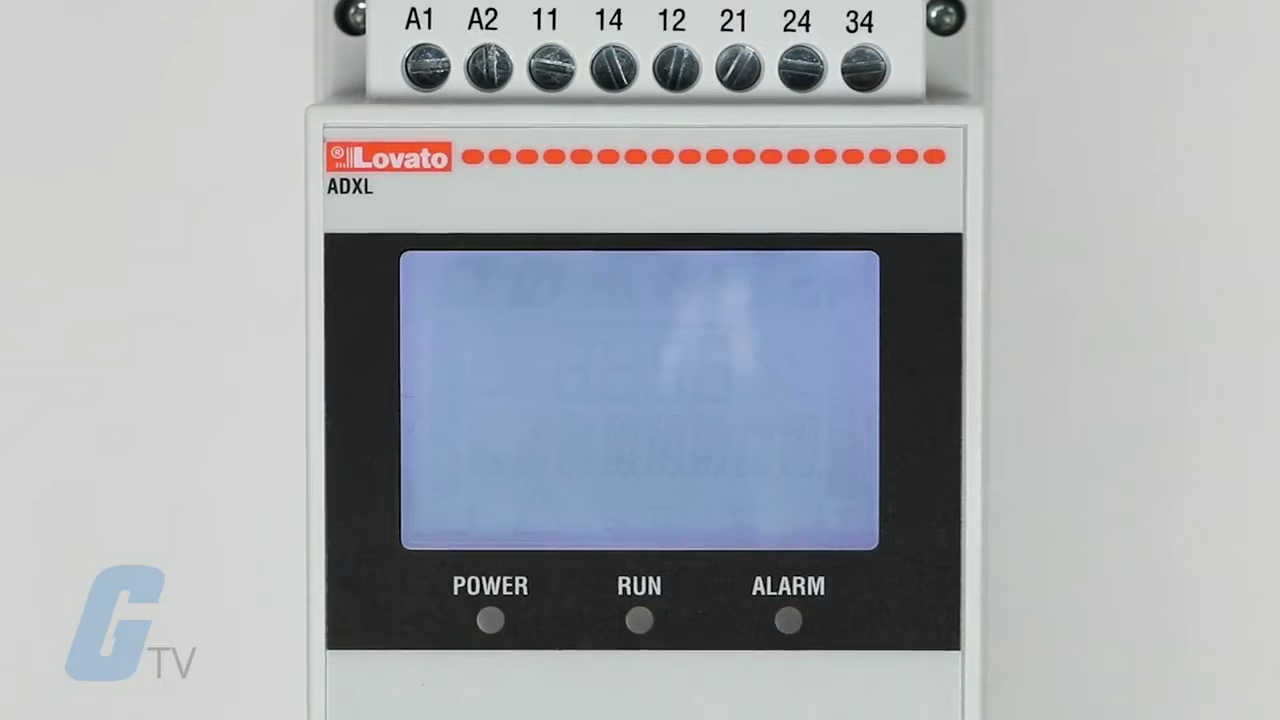 A1 A2 11 14 12 21 24 34
® Lovato
ADXL
POWER RUN ALARM
G TV